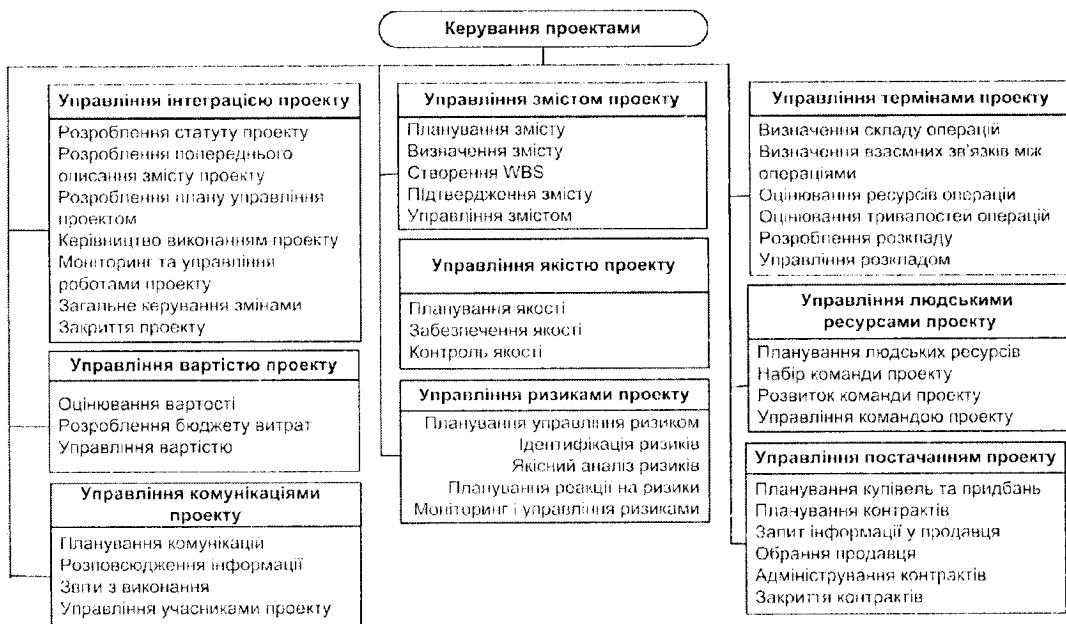 Керування проектами
Управління інтеграцією проекту
Розроблення статуту проекту
Розроблення попереднього
описання змісту проекту
Розроблення плану управління
проектом
Керівництво виконанням проекту
Моніторинг та управління
роботами проекту
Загальне керування змінами
Закриття проекту
Управління вартістю проекту
Оцінювання вартості
Розроблення бюджету витрат
Управління вартістю
Управління комунікаціями
проекту
Планування комунікацій
Розповсюдження інформації
Звіти з виконання
Управління учасниками проекту
Управління змістом проекту
Планування змісту
Визначення змісту
Створення WBS
Підтвердження змісту
Управління змістом
Управління якістю проекту
Планування якості
Забезпечення якості
Контроль якості
Управління ризиками проекту
Планування управління ризиком
Ідентифікація ризиків
Якісний аналіз ризиків
Планування реакції на ризики
Моніторинг і управління ризиками
Управління термінами проекту
Визначення складу операцій
Визначення взаємних зв'язків між
операціями
Оцінювання ресурсів операцій
Оцінювання тривалостей операцій
Розроблення розкладу
Управління розкладом
Управління людськими
ресурсами проекту
Планування людських ресурсів
Набір команди проекту
Розвиток команди проекту
Управління командою проекту
Управління постачанням проекту
Планування купівель та придбань
Планування контрактів
Запит інформації у продавця
Обрання продавця
Адміністрування контрактів
Закриття контрактів